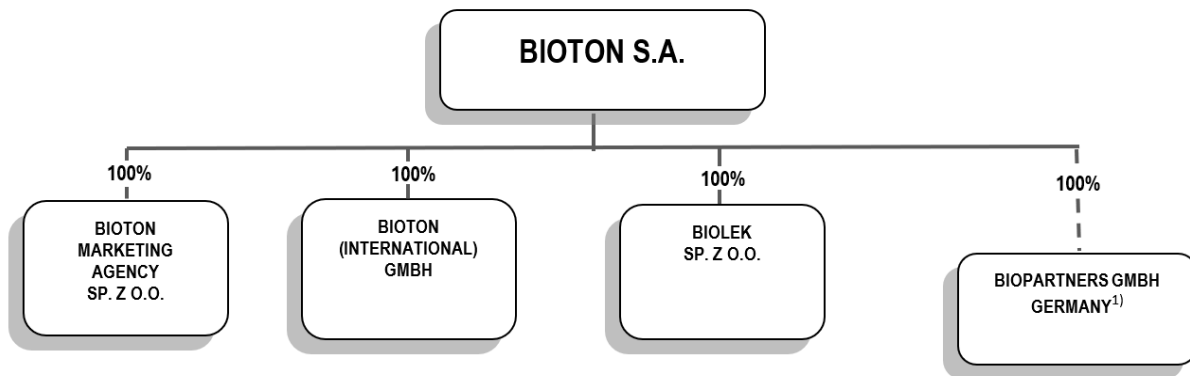 BIOTON S.A.
100%
100%
100%
100%
BIOTON
MARKETING
AGENCY
SP. Z O.O.
BIOTON
(INTERNATIONAL)
GMBH
BIOLEK
SP. Z O.O.
BIOPARTNERS GMBH
GERMANY1)